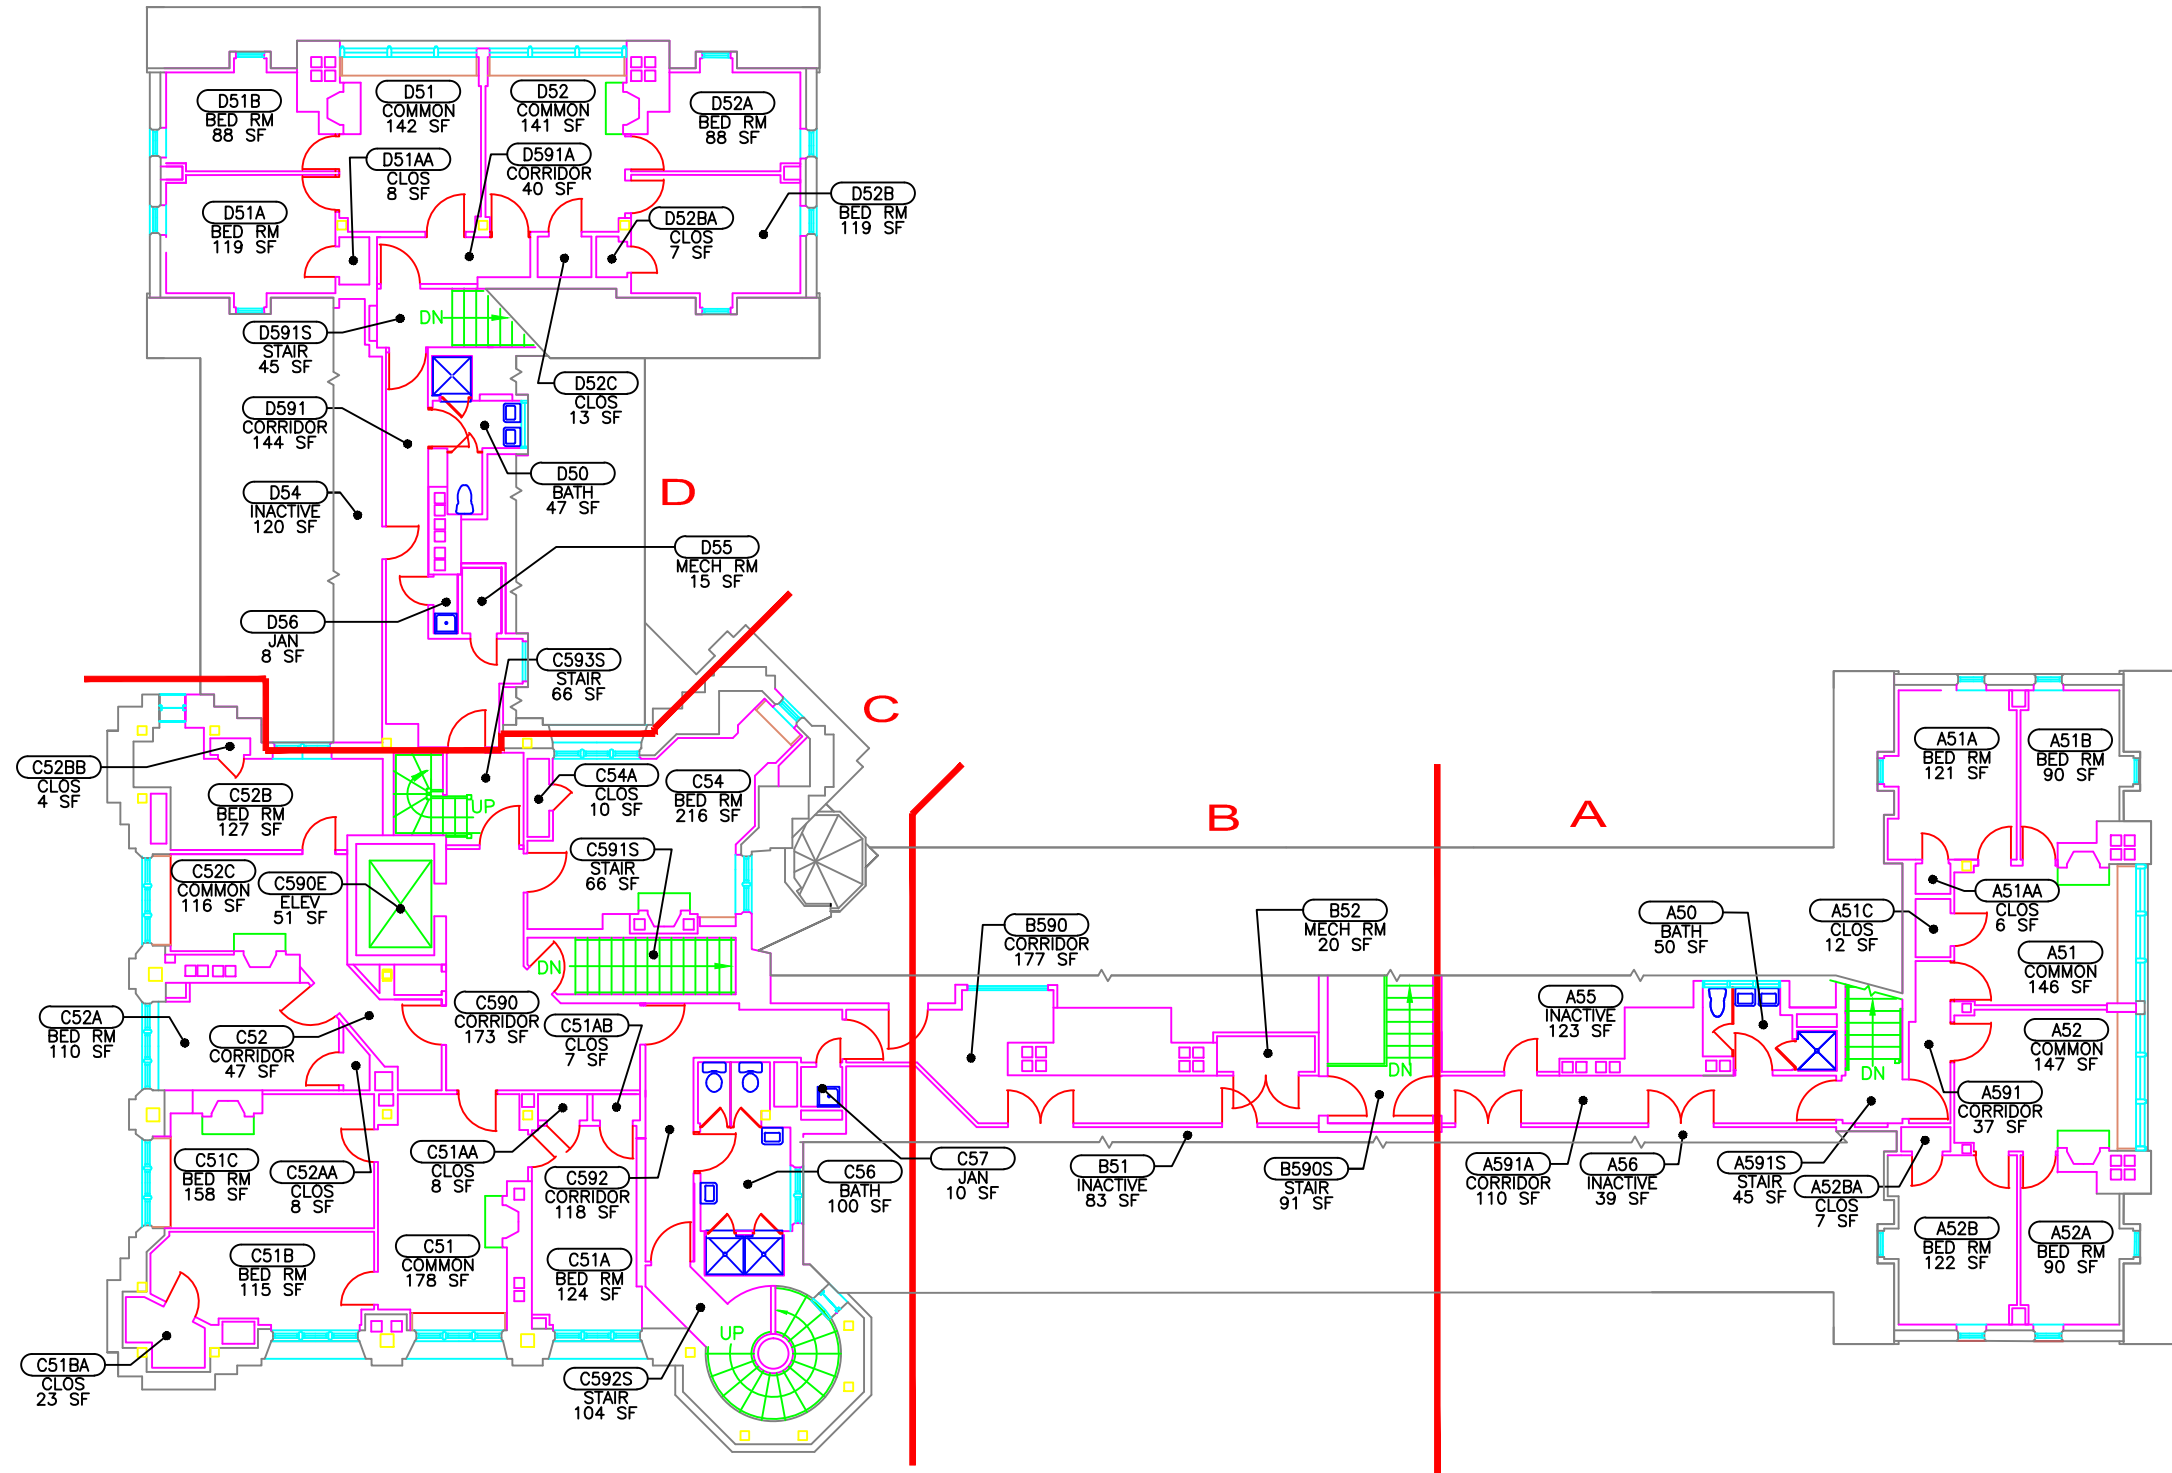 D51B
BED RM
88 SF
D51
COMMON
142 SF
D52
COMMON
141 SF
D52A
BED RM
88 SF
D51AA
CLOS
8 SF
D591A
CORRIDOR
40 SF
D51A
BED RM
119 SF
D52BA
CLOS
7 SF
D52B
BED RM
119 SF
DN
D591S
STAIR
45 SF
D52C
CLOS
13 SF
D591
CORRIDOR
144 SF
D50
BATH
47 SF
D54
INACTIVE
120 SF
D
D55
MECH RM
15 SF
D56
JAN
8 SF
C593S
STAIR
66 SF
C
C52BB
CLOS
4 SF
C52B
BED RM
127 SF
UP
C54A
CLOS
10 SF
C54
BED RM
216 SF
C52C
COMMON
116 SF
C590E
ELEV
51 SF
C591S
STAIR
66 SF
DN
C52A
BED RM
110 SF
C52
CORRIDOR
47 SF
C590
CORRIDOR
173 SF
C51AB
CLOS
7 SF
C51C
BED RM
158 SF
C52AA
CLOS
8 SF
C51AA
CLOS
8 SF
C592
CORRIDOR
118 SF
C56
BATH
100 SF
C57
JAN
10 SF
C51B
BED RM
115 SF
C51
COMMON
178 SF
C51A
BED RM
124 SF
UP
C51BA
CLOS
23 SF
C592S
STAIR
104 SF
B
B590
CORRIDOR
177 SF
B52
MECH RM
20 SF
DN
B51
INACTIVE
83 SF
B590S
STAIR
91 SF
A
A51A
BED RM
121 SF
A51B
BED RM
90 SF
A51AA
CLOS
6 SF
A50
BATH
50 SF
A51C
CLOS
12 SF
A51
COMMON
146 SF
A55
INACTIVE
123 SF
A52
COMMON
147 SF
DN
A591
CORRIDOR
37 SF
A591A
CORRIDOR
110 SF
A56
INACTIVE
39 SF
A591S
STAIR
45 SF
A52BA
CLOS
7 SF
A52B
BED RM
122 SF
A52A
BED RM
90 SF